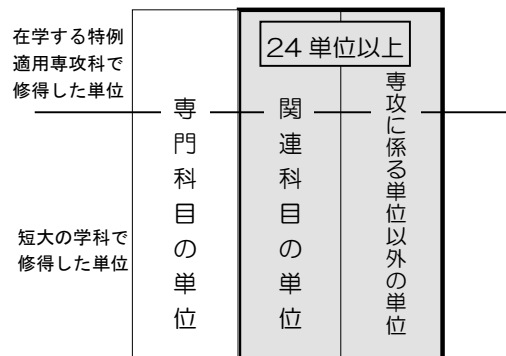 在学する特例
適用専攻科で
修得した単位
24 単位以上
専門科目の単位
関連科目の単位
専攻に係る単位以外の単位
短大の学科で
修得した単位